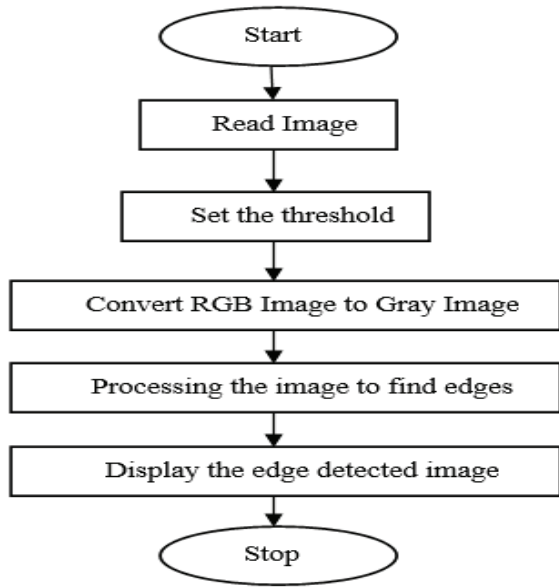 Start
Read Image
Set the threshold
Convert RGB Image to Gray Image
Processing the image to find edges
Display the edge detected image
Stop